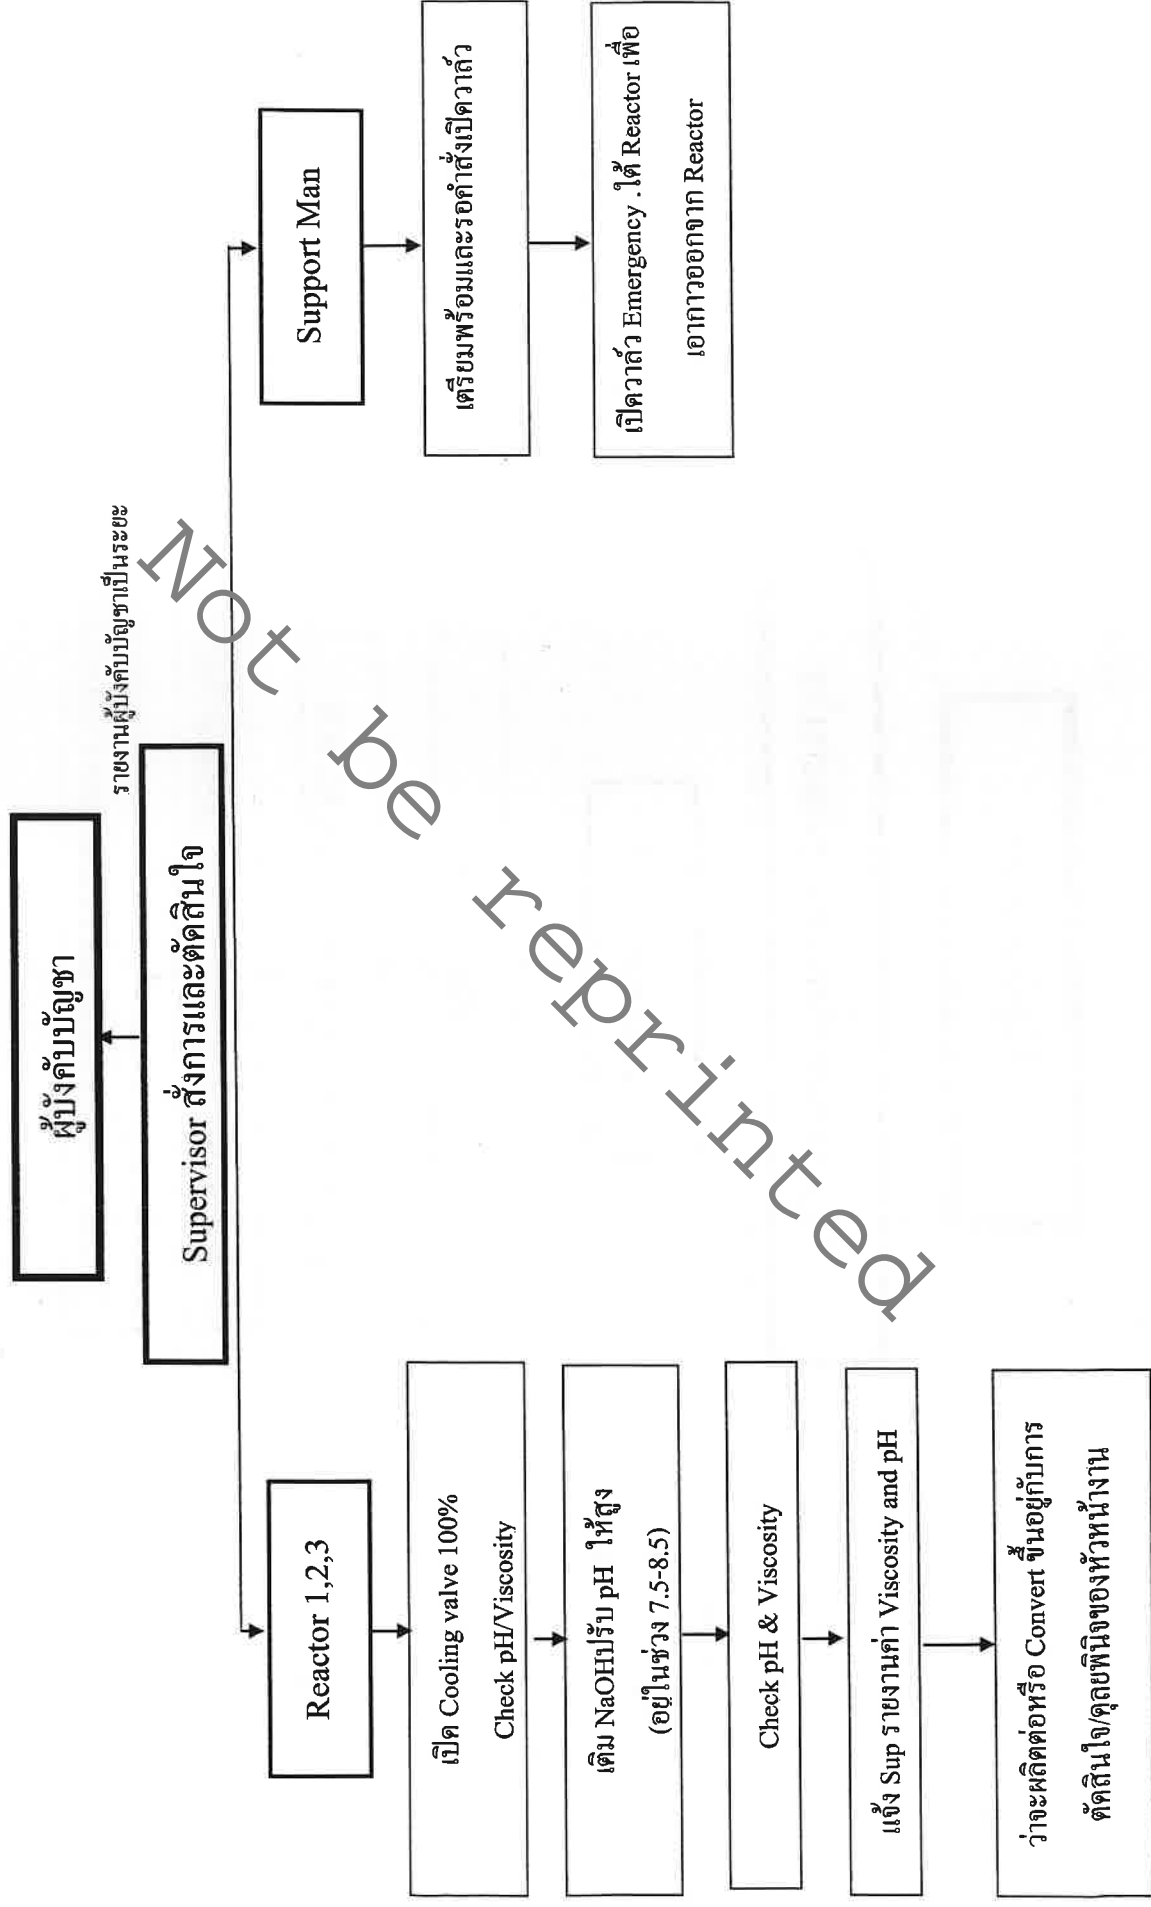 ผู้บังคับบัญชา
รายงานผู้บังคับบัญชาเป็นระยะ
Supervisor สั่งการและตัดสินใจ
Reactor 1,2,3
เปิด Cooling valve 100%
Check pH/Viscosity
เติม NaOHปรับ pH ให้สูง
(อยู่ในช่วง 7.5-8.5)
Check pH & Viscosity
แจ้ง Sup รายงานค่า Viscosity and pH
ว่าจะผลิตต่อหรือ Convert ขึ้นอยู่กับการ
ตัดสินใจ/ดุลยพินิจของหัวหน้างาน
Support Man
เตรียมพร้อมและรอคำสั่งเปิดวาล์ว
เปิดวาล์ว Emergency .ใต้ Reactor เพื่อ
เอากาวออกจาก Reactor
Not be reprinted